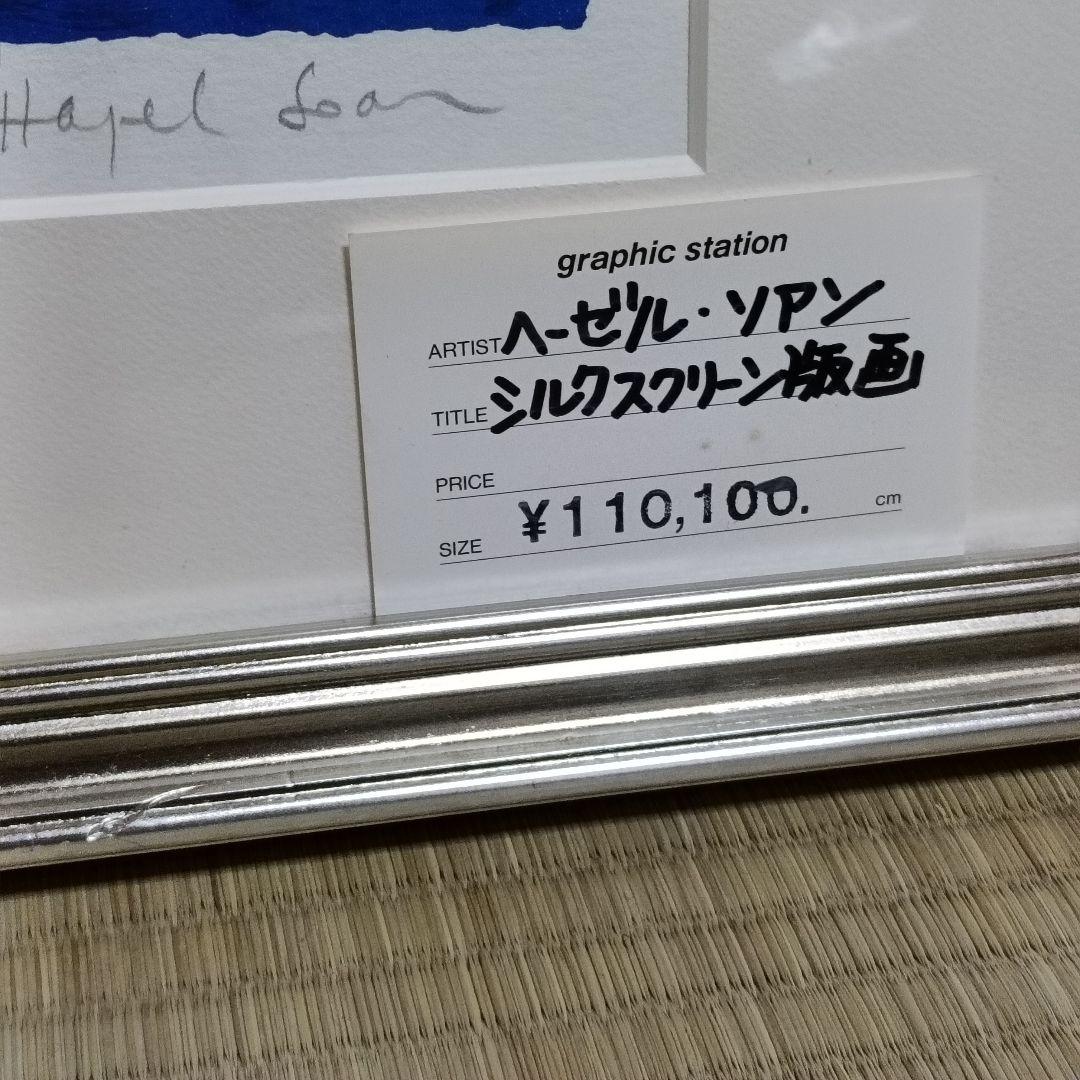 Hazel Soan
graphic station
ARTIST ヘーゼル・ソアン
TITLE シルクスクリーン版画
PRICE
¥110,100.
SIZE cm